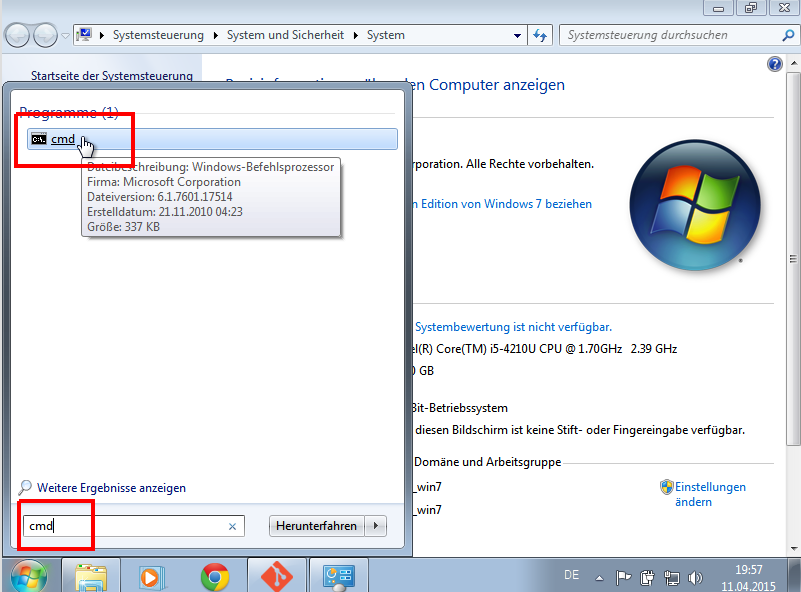 Systemsteuerung
System und Sicherheit
System
Systemsteuerung durchsuchen
Startseite der Systemsteuerung
den Computer anzeigen
Programme (1)
cmd
Dateibeschreibung: Windows-Befehlsprozessor
Firma: Microsoft Corporation
Dateiversion: 6.1.7601.17514
Erstelldatum: 21.11.2010 04:23
Größe: 337 KB
rporation. Alle Rechte vorbehalten.
n Edition von Windows 7 beziehen
Systembewertung ist nicht verfügbar.
el(R) Core(TM) i5-4210U CPU @ 1.70GHz 2.39 GHz
0 GB
Bit-Betriebssystem
diesen Bildschirm ist keine Stift- oder Fingereingabe verfügbar.
Domäne und Arbeitsgruppe
_win7
Einstellungen
ändern
_win7
Weitere Ergebnisse anzeigen
cmd
Herunterfahren
DE
19:57
11.04.2015